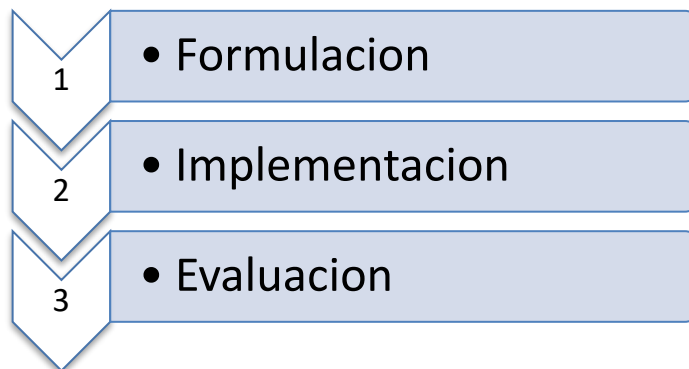 1
• Formulacion
2
• Implementacion
3
• Evaluacion